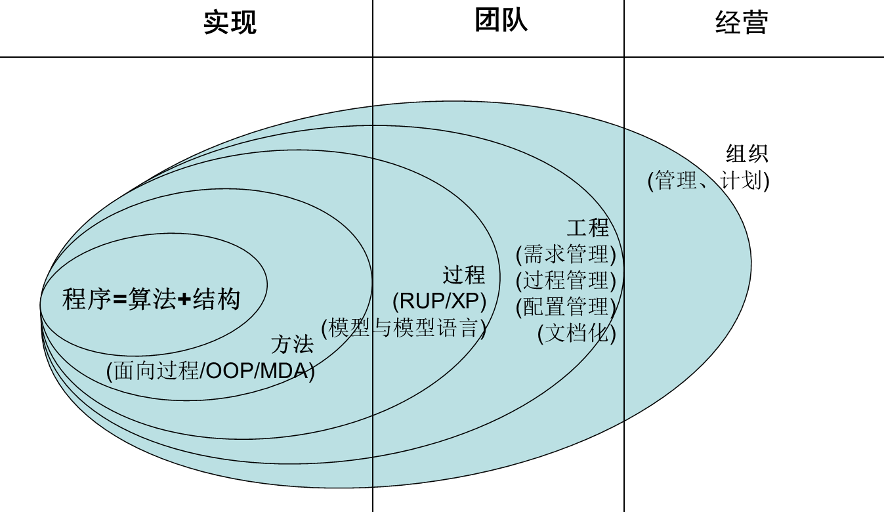 实现
团队
经营
组织
(管理、计划)
工程
(需求管理)
(过程管理)
(配置管理)
(文档化)
过程
(RUP/XP)
(模型与模型语言)
程序=算法+结构
方法
(面向过程/OOP/MDA)